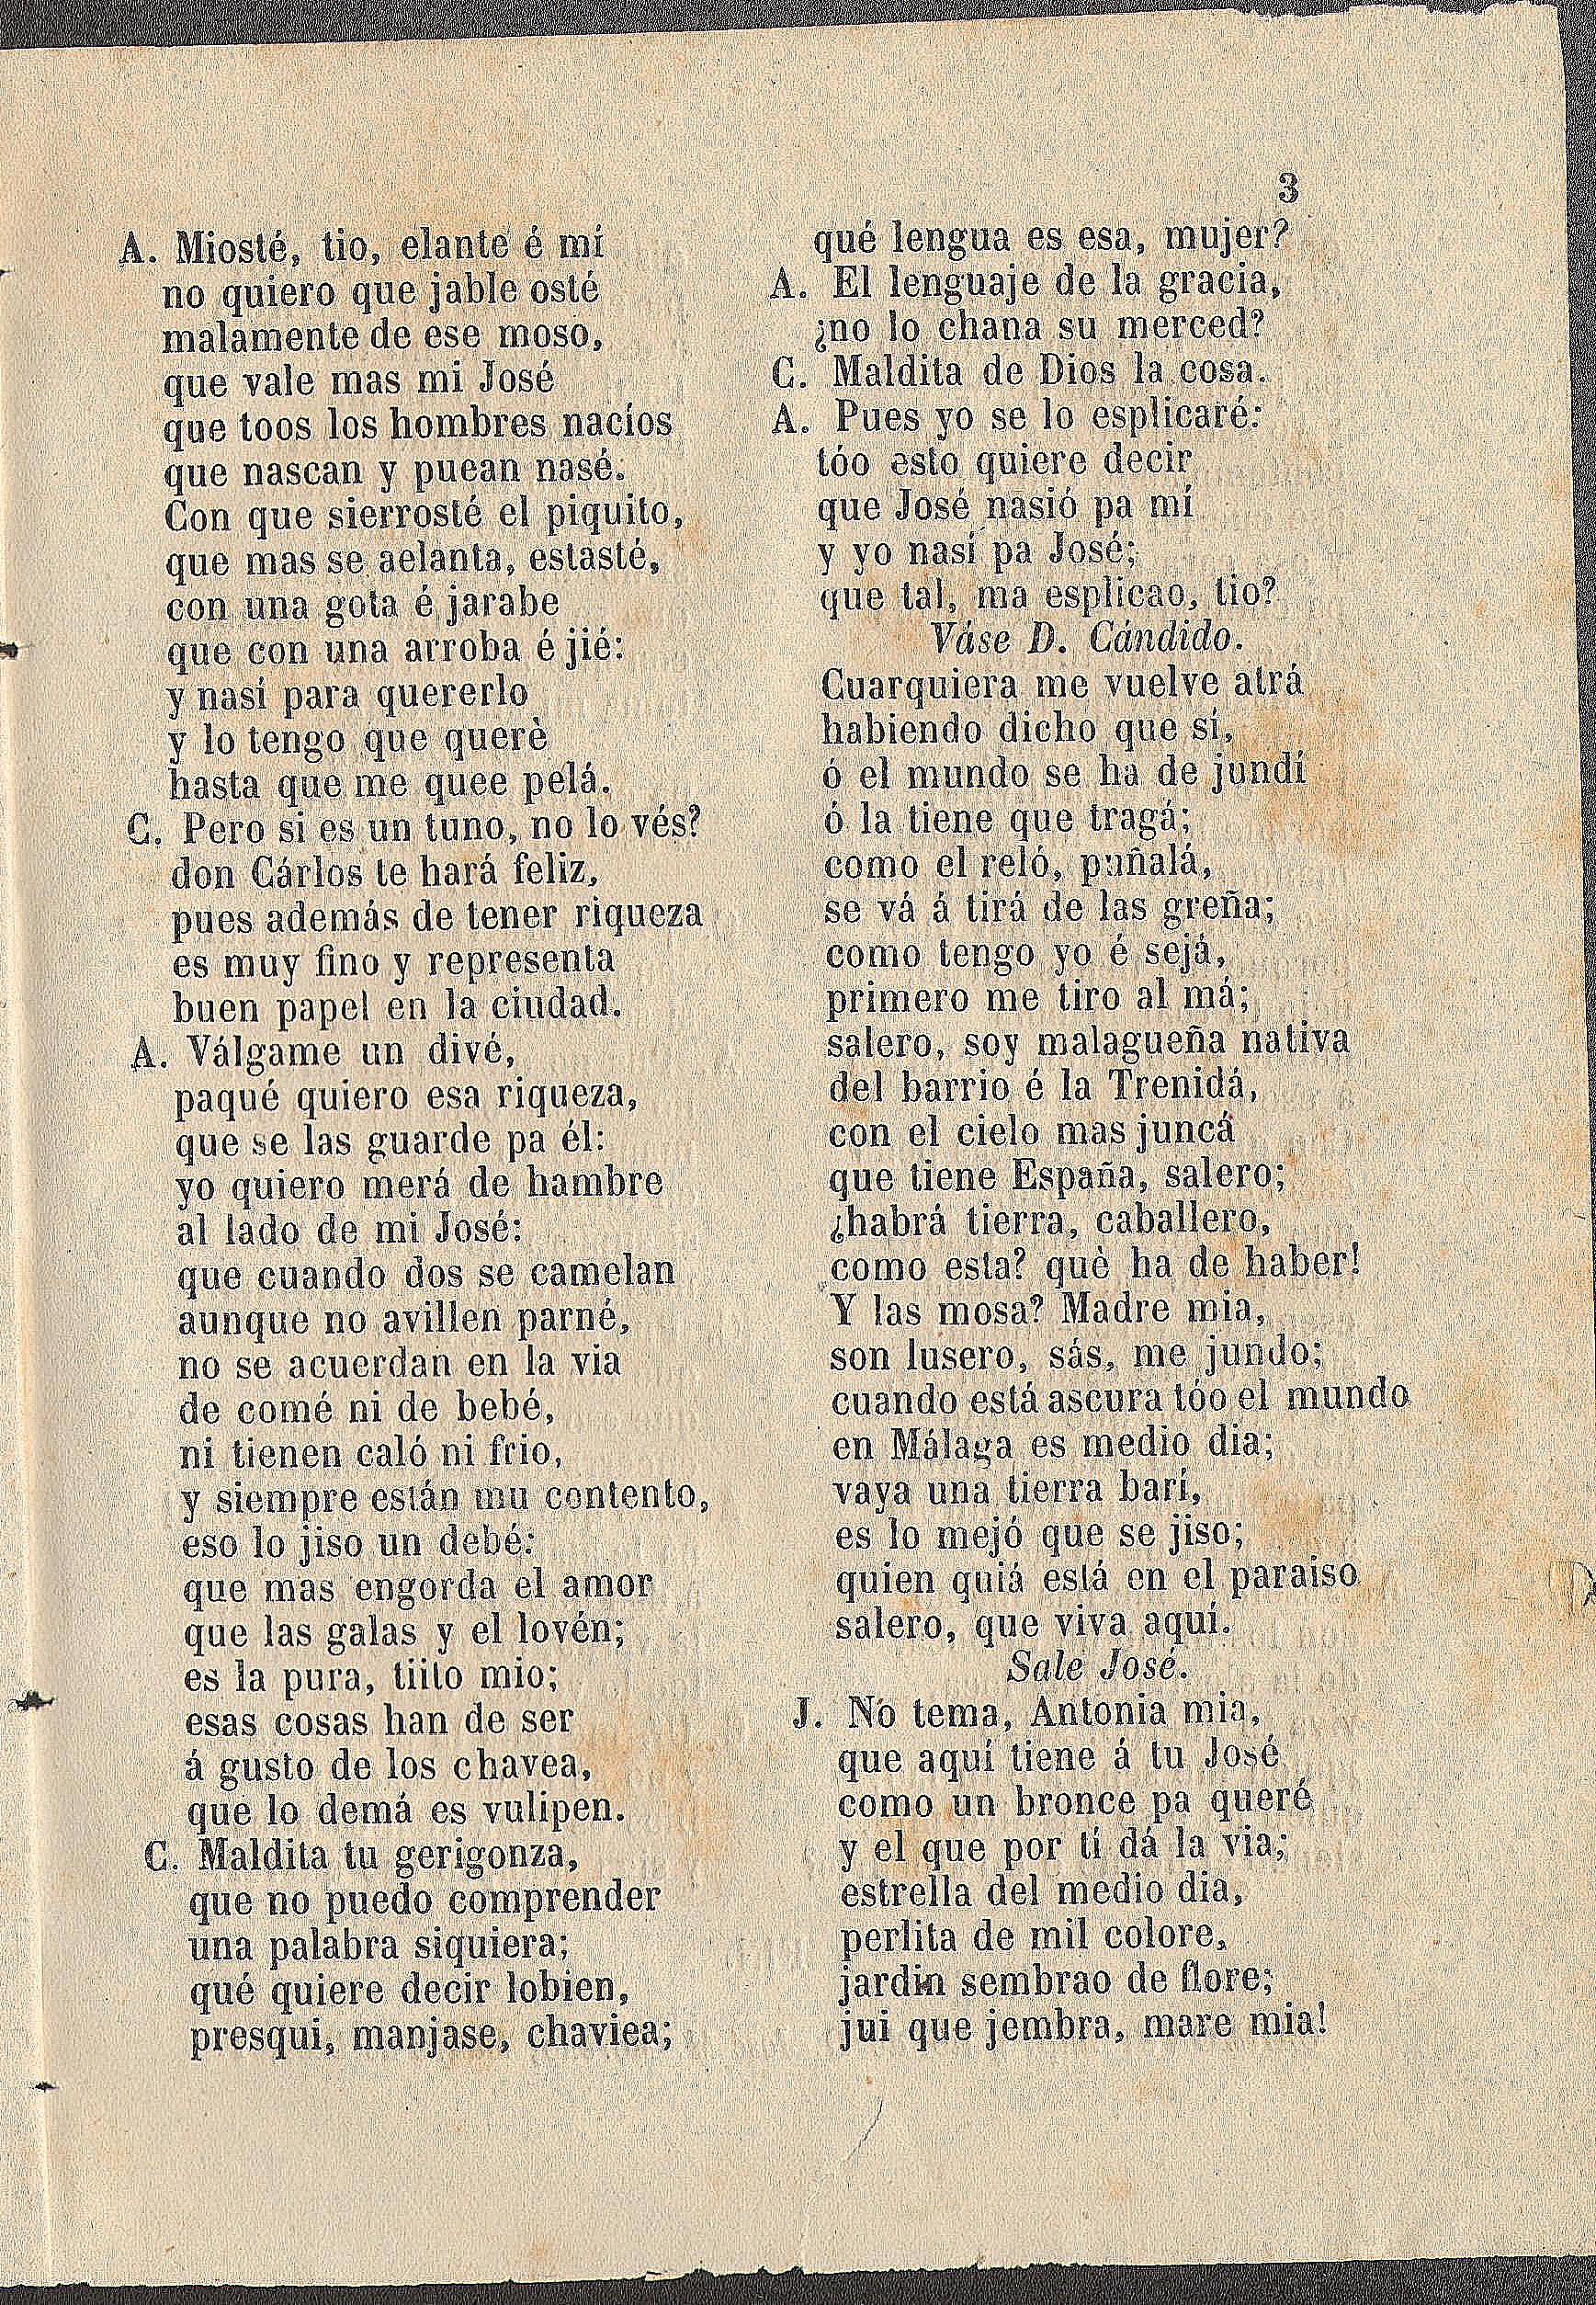 3
A. Miosté, tio, elante é mí
no quiero que jable osté
malamente de ese moso,
que vale mas mi José
que toos los hombres nacíos
que nascan y puean nasé.
Con que sierrosté el piquito,
que mas se aelanta, estasté,
con una gota é jarabe
que con una arroba é jié:
y nasí para quererlo
y lo tengo que querè
hasta que me quee pelá.
C. Pero si es un tuno, no lo vés?
don Cárlos te hará feliz,
pues además de tener riqueza
es muy fino y representa
buen papel en la ciudad.
A. Válgame un divé,
paqué quiero esa riqueza,
que se las guarde pa él:
yo quiero merá de hambre
al lado de mi José:
que cuando dos se camelan
aunque no avillen parné,
no se acuerdan en la via
de comé ni de bebé,
ni tienen caló ni frio,
y siempre están mu contento,
eso lo jiso un debé:
que mas engorda el amor
que las galas y el lovén;
es la pura, tiito mio;
esas cosas han de ser
á gusto de los chavea,
que lo demá es vulipen.
C. Maldita tu gerigonza,
que no puedo comprender
una palabra siquiera;
qué quiere decir lobien,
presqui, manjase, chaviea;
qué lengua es esa, mujer?
A. El lenguaje de la gracia,
¿no lo chana su merced?
C. Maldita de Dios la cosa.
A. Pues yo se lo esplicaré:
tóo esto quiere decir
que José nasió pa mí
y yo nasí pa José;
que tal, ma esplicao, tio?
Váse D. Cándido.
Cuarquiera me vuelve atrá
habiendo dicho que sí,
ó el mundo se ha de jundí
ó la tiene que tragá;
como el reló, puñalá,
se vá á tirá de las greña;
como tengo yo é sejá,
primero me tiro al má;
salero, soy malagueña nativa
del barrio é la Trenidá,
con el cielo mas juncá
que tiene España, salero;
¿habrá tierra, caballero,
como esta? què ha de haber!
Y las mosa? Madre mia,
son lusero, sás, me jundo;
cuando está ascura tóo el mundo
en Málaga es medio dia;
vaya una tierra barí,
es lo mejó que se jiso;
quien quiá está en el paraiso
salero, que viva aquí.
Sale José.
J. No tema, Antonia mia,
que aquí tiene á tu José
como un bronce pa queré
y el que por tí dá la via;
estrella del medio dia,
perlita de mil colore,
jardin sembrao de flore;
jui que jembra, mare mia!